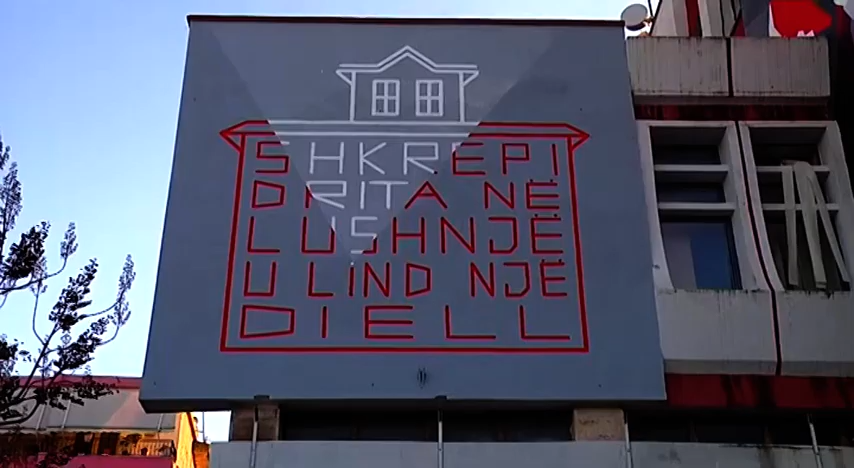 SHKREPI
DRITA NË
LUSHNJË
U LIND NJË
DIELL